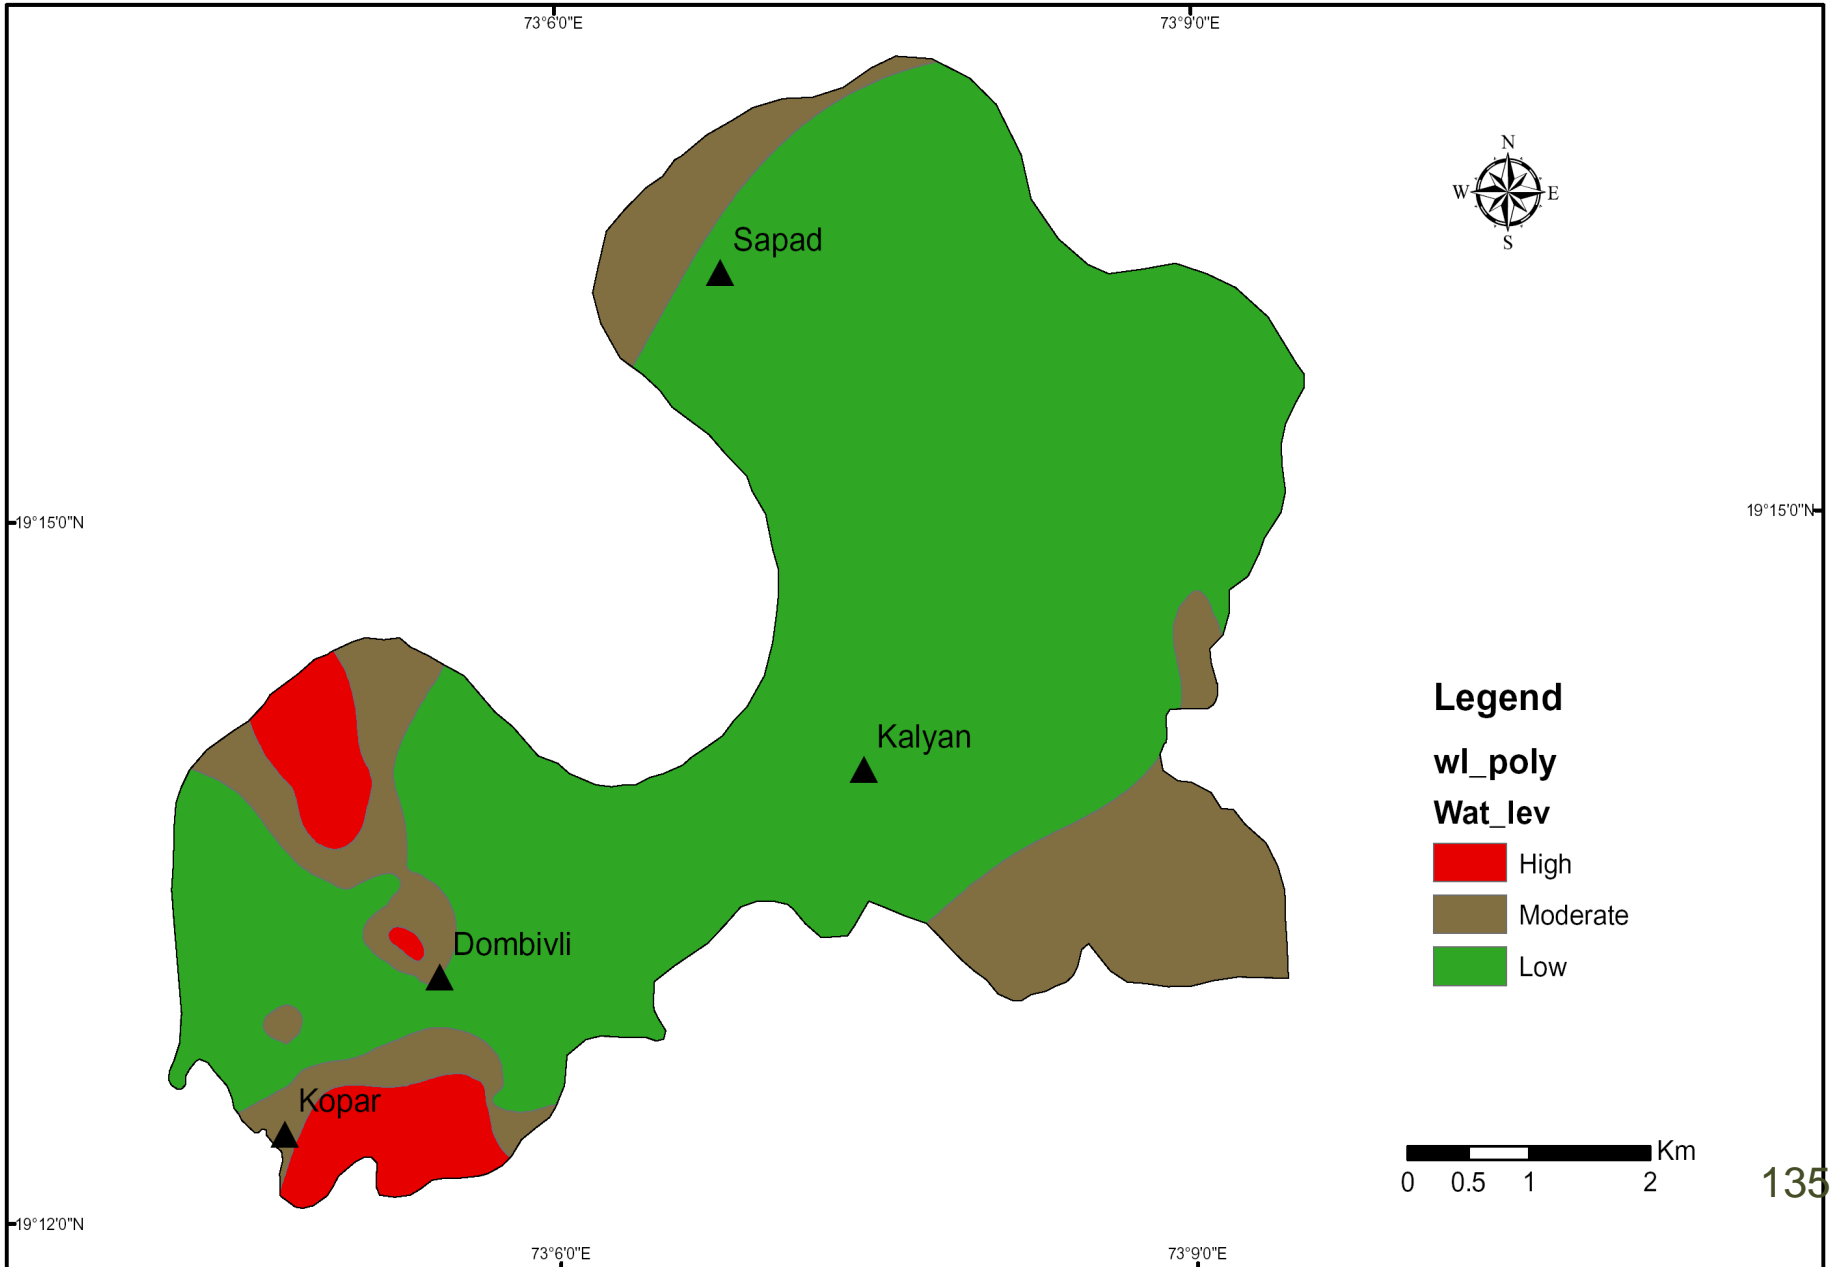 73°6'0"E
73°9'0"E
N
W
E
S
Sapad
19°15'0"N
19°15'0"N
Kalyan
Legend
wl_poly
Wat_lev
High
Moderate
Low
Dombivli
Kopar
Km
0 0.5 1 2
135
19°12'0"N
73°6'0"E
73°9'0"E